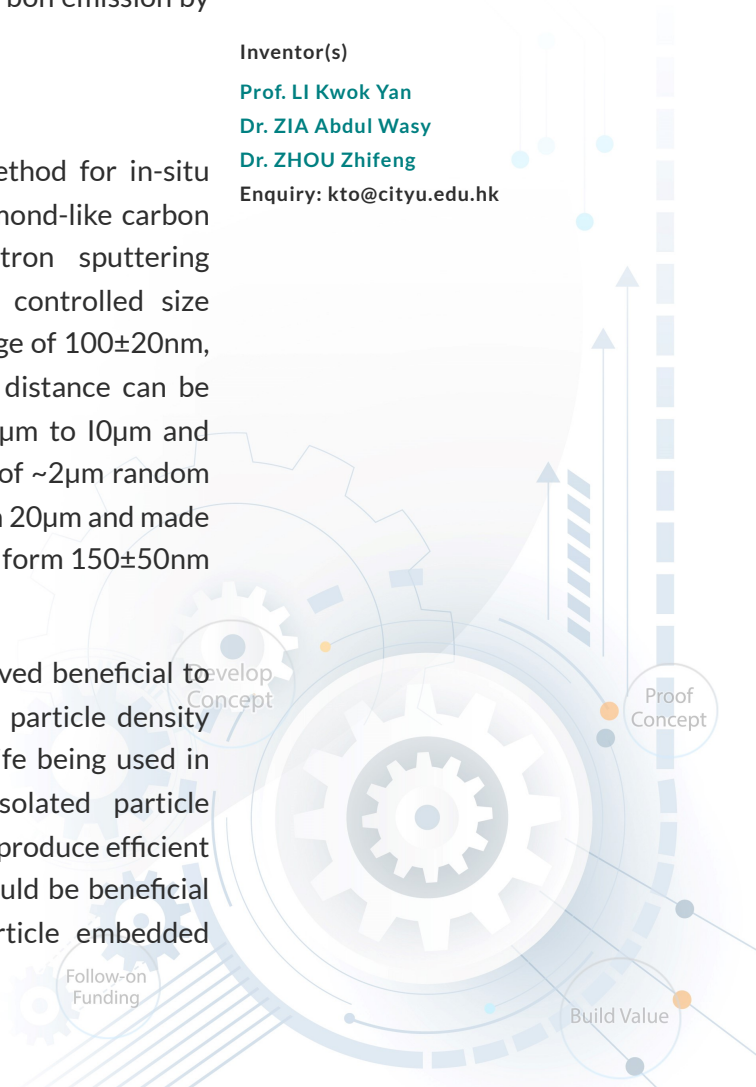 bon emission by
Inventor(s)
Prof. LI Kwok Yan
Dr. ZIA Abdul Wasy
Dr. ZHOU Zhifeng
Enquiry: kto@cityu.edu.hk
ethod for in-situ
mond-like carbon
tron sputtering
controlled size
ge of 100±20nm,
distance can be
µm to I0µm and
of ~2µm random
20µm and made
form 150±50nm
ved beneficial to
particle density
fe being used in
solated particle
produce efficient
uld be beneficial
rticle embedded
Develop
Concept
Proof
Concept
Follow-on
Funding
Build Value